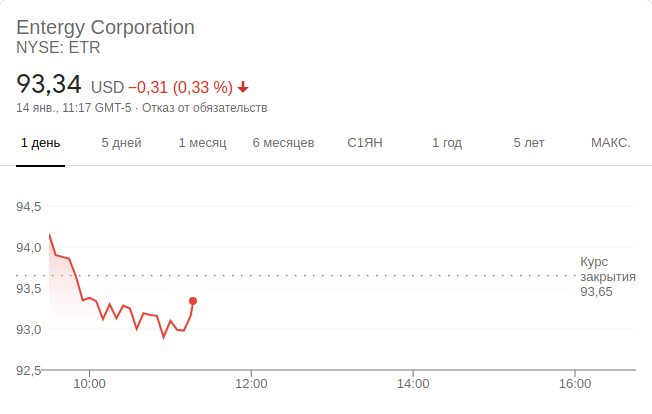 Entergy Corporation
NYSE: ETR
93,34 USD −0,31 (0,33 %)
14 янв., 11:17 GMT-5 · Отказ от обязательств
1 день 5 дней 1 месяц 6 месяцев С1ЯН 1 год 5 лет МАКС.
94,5
94,0
Курс
закрытия
93,65
93,5
93,0
92,5
10:00 12:00 14:00 16:00